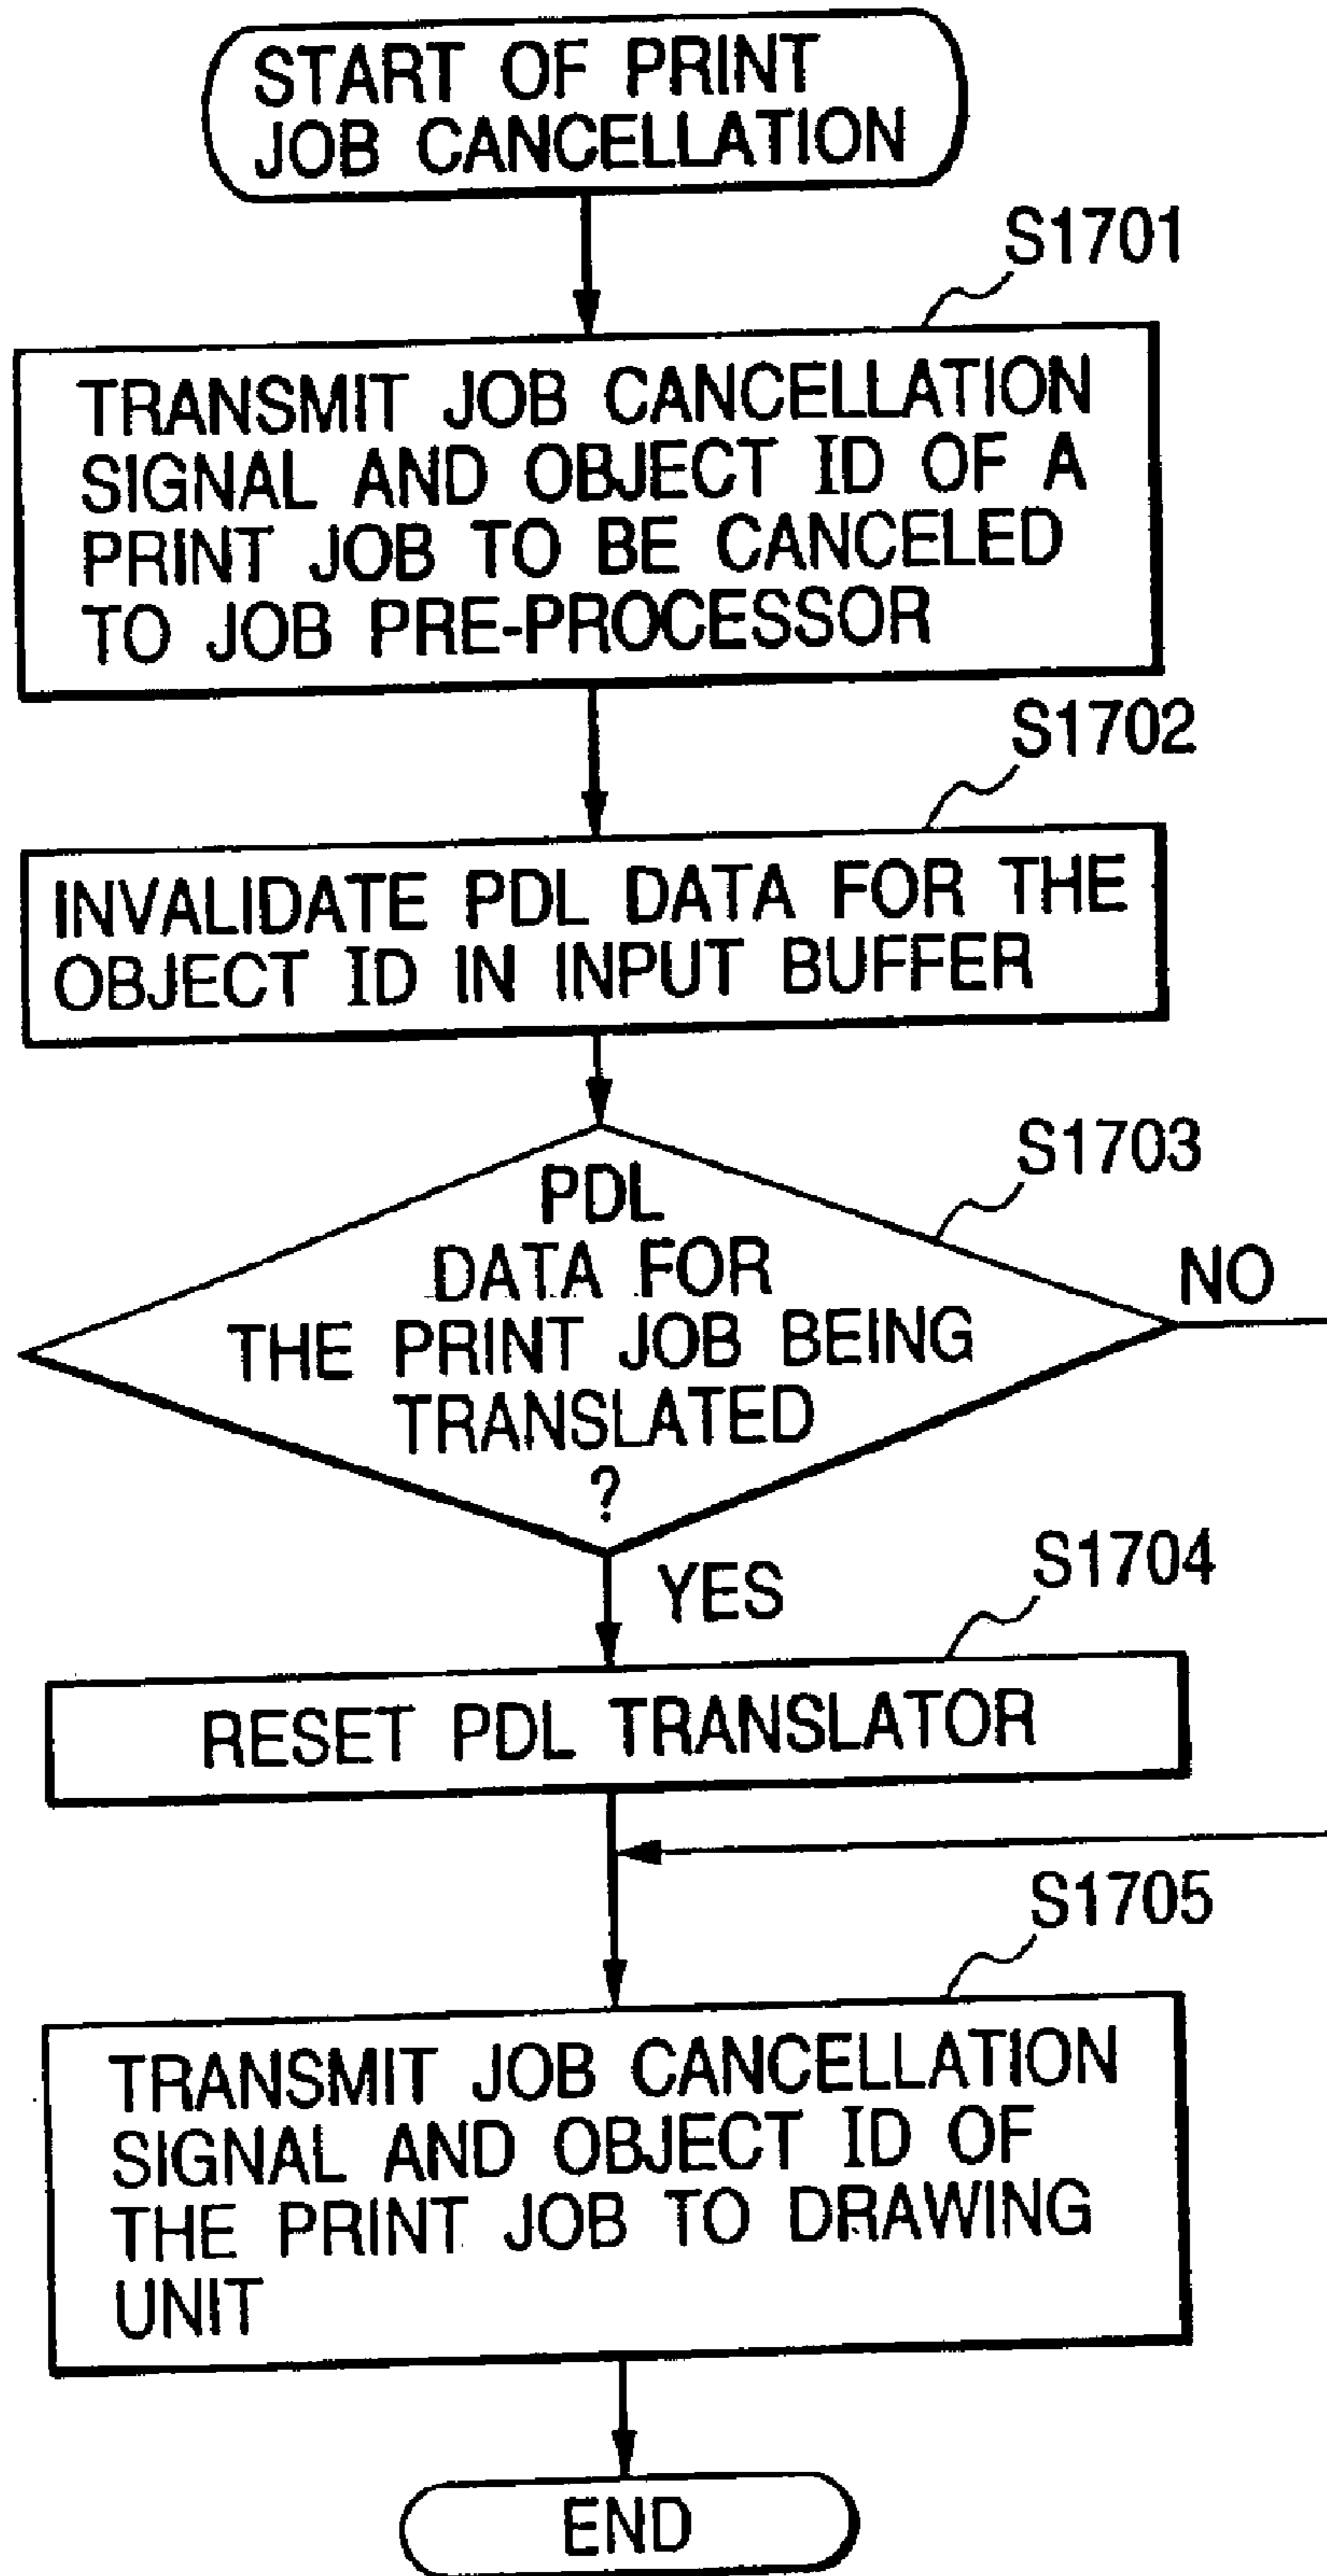 START OF PRINT
JOB CANCELLATION
S1701
TRANSMIT JOB CANCELLATION
SIGNAL AND OBJECT ID OF A
PRINT JOB TO BE CANCELED
TO JOB PRE-PROCESSOR
S1702
INVALIDATE PDL DATA FOR THE
OBJECT ID IN INPUT BUFFER
S1703
PDL
DATA FOR
THE PRINT JOB BEING
TRANSLATED
?
NO
YES
S1704
RESET PDL TRANSLATOR
S1705
TRANSMIT JOB CANCELLATION
SIGNAL AND OBJECT ID OF
THE PRINT JOB TO DRAWING
UNIT
END